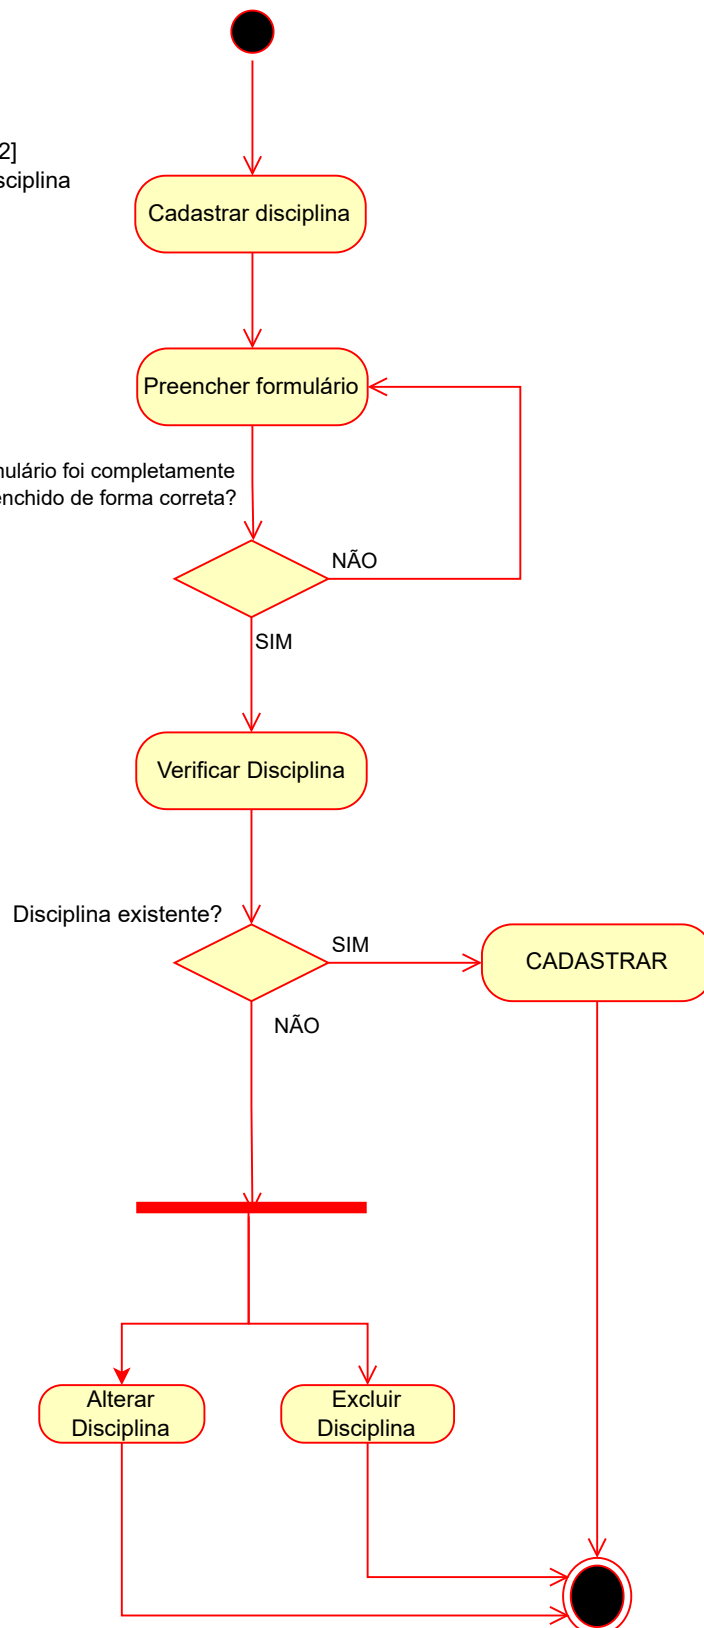 2]
sciplina
Cadastrar disciplina
Preencher formulário
nulário foi completamente
enchido de forma correta?
NÃO
SIM
Verificar Disciplina
Disciplina existente?
SIM
CADASTRAR
NÃO
Alterar
Disciplina
Excluir
Disciplina